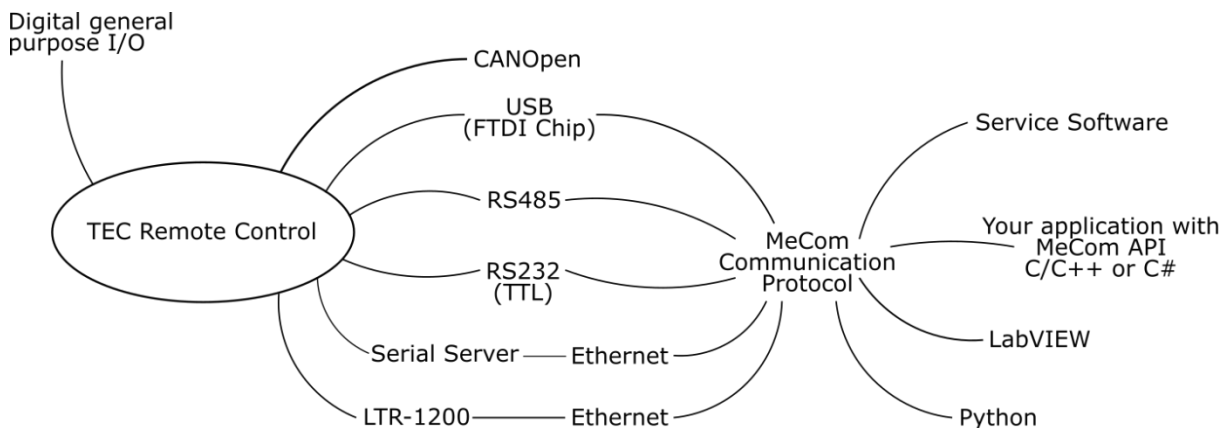 Digital general
purpose I/O
CANOpen
USB
(FTDI Chip)
Service Software
RS485
TEC Remote Control
Your application with
MeCom API
C/C++ or C#
MeCom
Communication
Protocol
RS232
(TTL)
LabVIEW
Serial Server
Ethernet
LTR-1200
Ethernet
Python